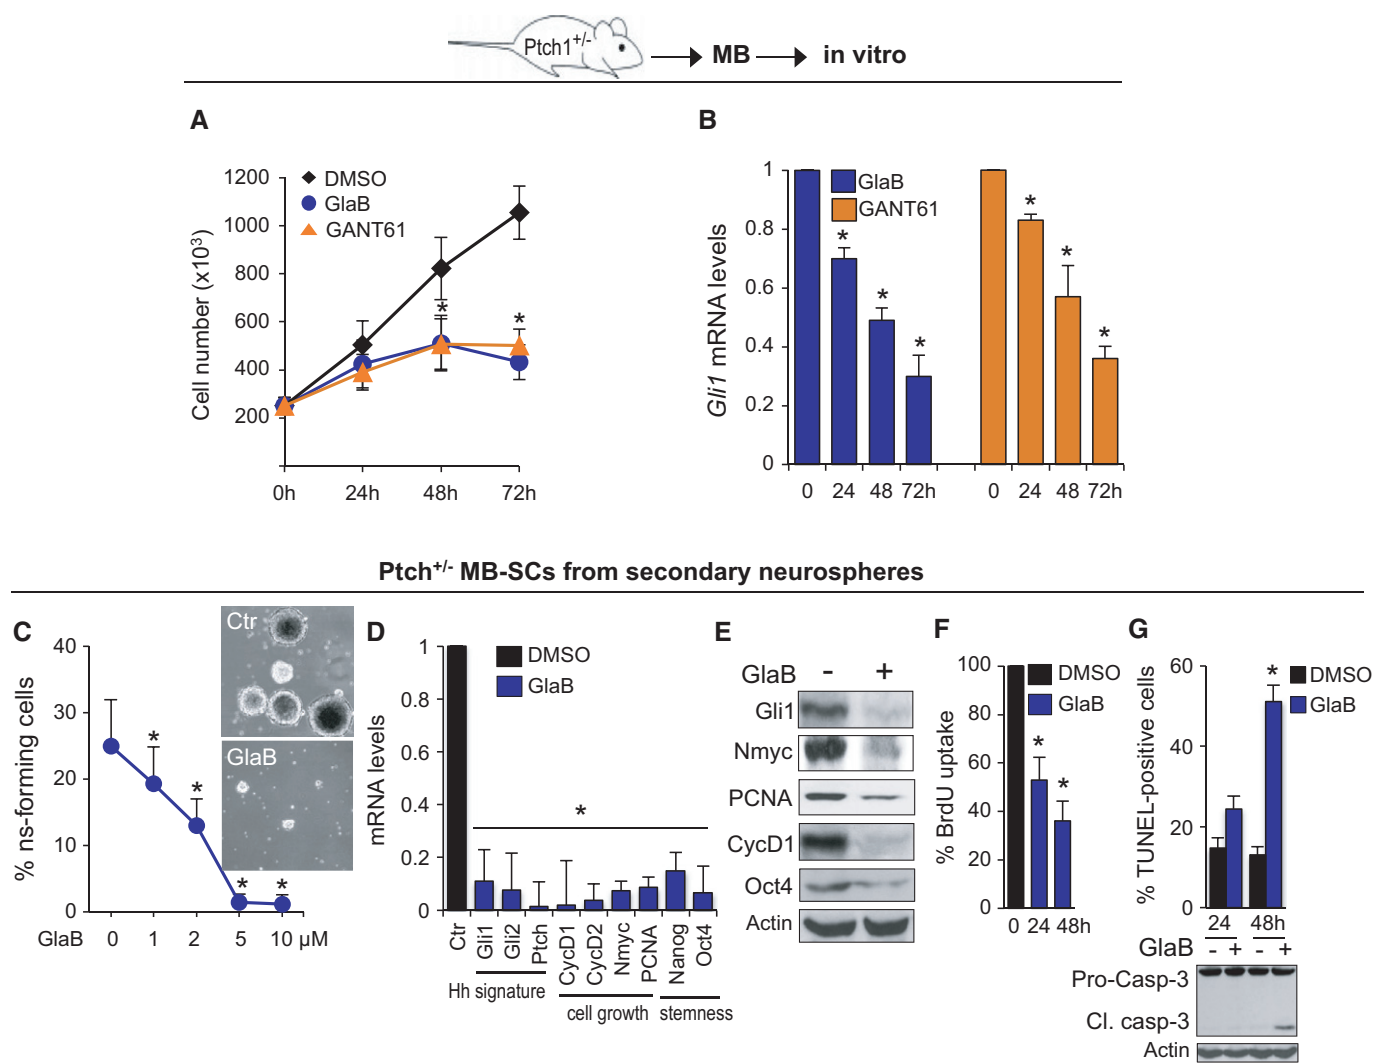 Ptch1+/- MB in vitro
A
1200
1000
800
600
400
200
Cell number (x10³)
DMSO
GlaB
GANT61
*
*
0h 24h 48h 72h
B
1
0.8
0.6
0.4
0.2
0
Gli1 mRNA levels
GlaB
GANT61
* * *
* * *
0 24 48 72h 0 24 48 72h
Ptch+/- MB-SCs from secondary neurospheres
C
40
30
20
10
0
% ns-forming cells
Ctr
GlaB
* * * *
GlaB 0 1 2 5 10 µM
D
1
0.8
0.6
0.4
0.2
0
mRNA levels
DMSO
GlaB
*
Ctr Gli1 Gli2 Ptch CycD1 CycD2 Nmyc PCNA Nanog Oct4
Hh signature
cell growth stemness
E
GlaB - +
Gli1
Nmyc
PCNA
CycD1
Oct4
Actin
F
100
80
60
40
20
0
% BrdU uptake
DMSO
GlaB
* *
0 24 48h
G
60
40
20
0
% TUNEL-positive cells
DMSO
GlaB
*
24 48h
GlaB - + - +
Pro-Casp-3
Cl. casp-3
Actin